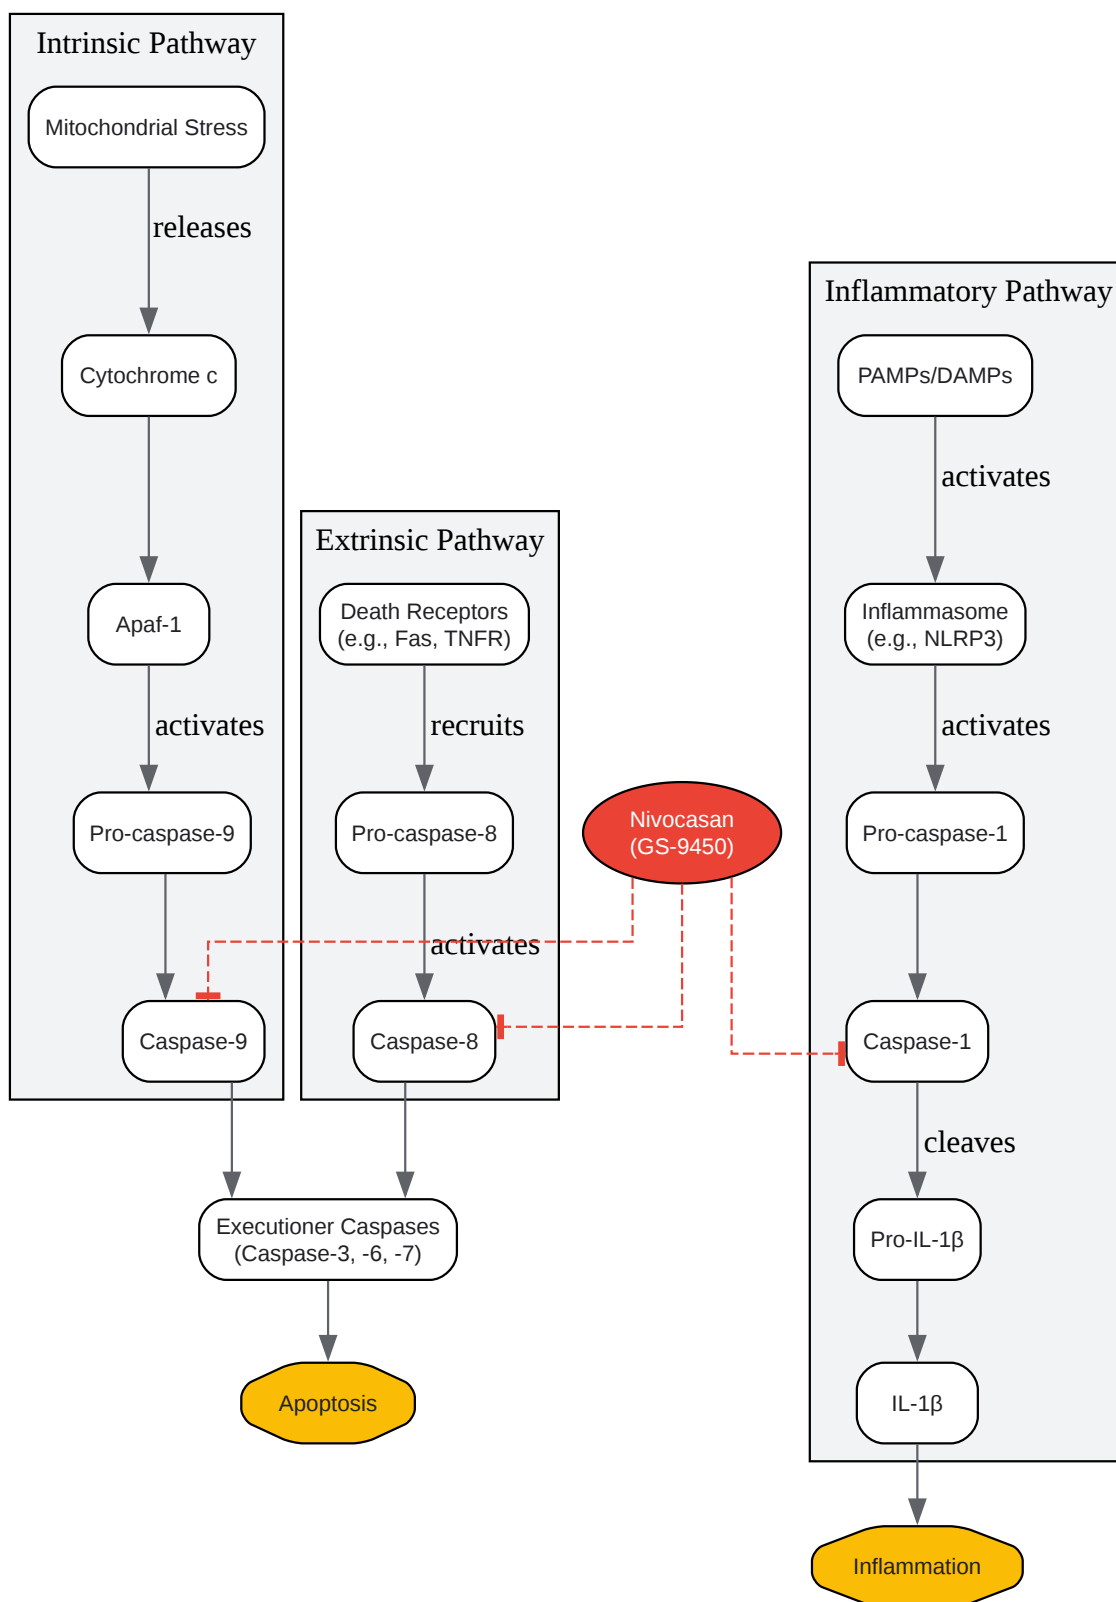 Intrinsic Pathway
Mitochondrial Stress
releases
Cytochrome c
Apaf-1
activates
Pro-caspase-9
Caspase-9
Extrinsic Pathway
Death Receptors
(e.g., Fas, TNFR)
recruits
Pro-caspase-8
activates
Caspase-8
Executioner Caspases
(Caspase-3, -6, -7)
Apoptosis
Nivocasan
(GS-9450)
Inflammatory Pathway
PAMPs/DAMPs
activates
Inflammasome
(e.g., NLRP3)
activates
Pro-caspase-1
Caspase-1
cleaves
Pro-IL-1β
IL-1β
Inflammation